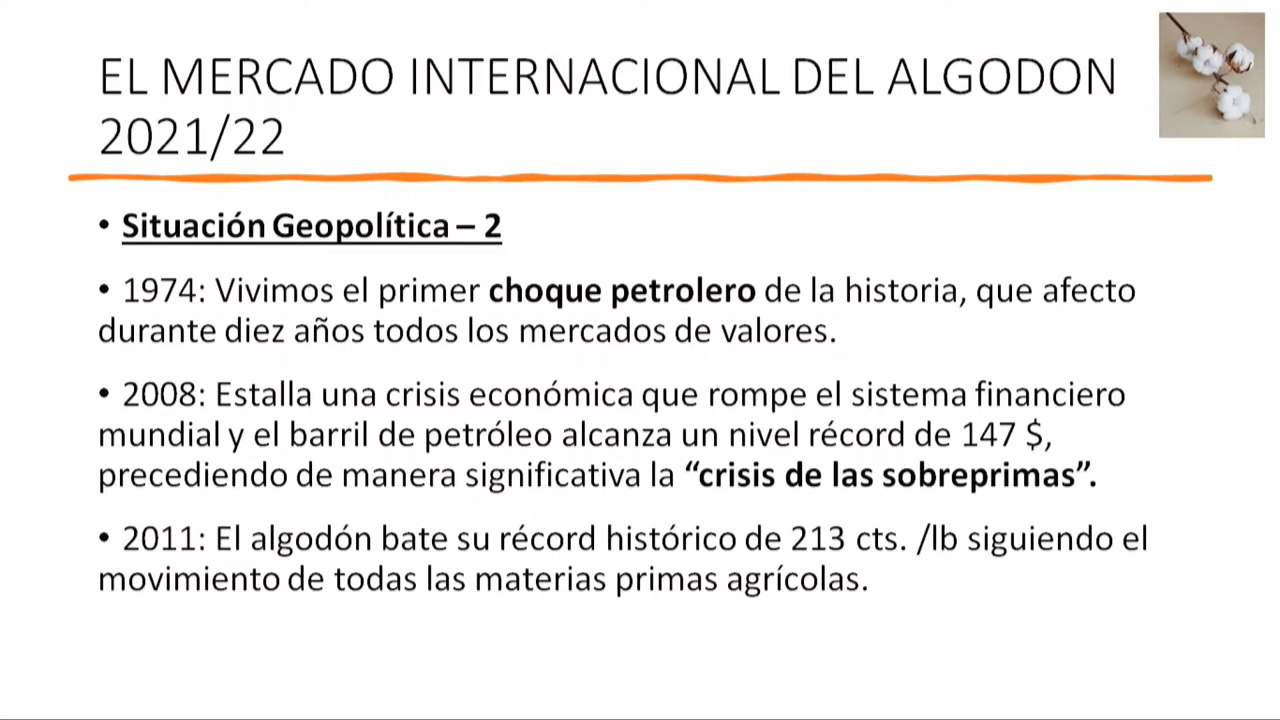 EL MERCADO INTERNACIONAL DEL ALGODON
2021/22
• Situación Geopolítica – 2
• 1974: Vivimos el primer choque petrolero de la historia, que afecto
durante diez años todos los mercados de valores.
• 2008: Estalla una crisis económica que rompe el sistema financiero
mundial y el barril de petróleo alcanza un nivel récord de 147 $,
precediendo de manera significativa la “crisis de las sobreprimas”.
• 2011: El algodón bate su récord histórico de 213 cts. /lb siguiendo el
movimiento de todas las materias primas agrícolas.